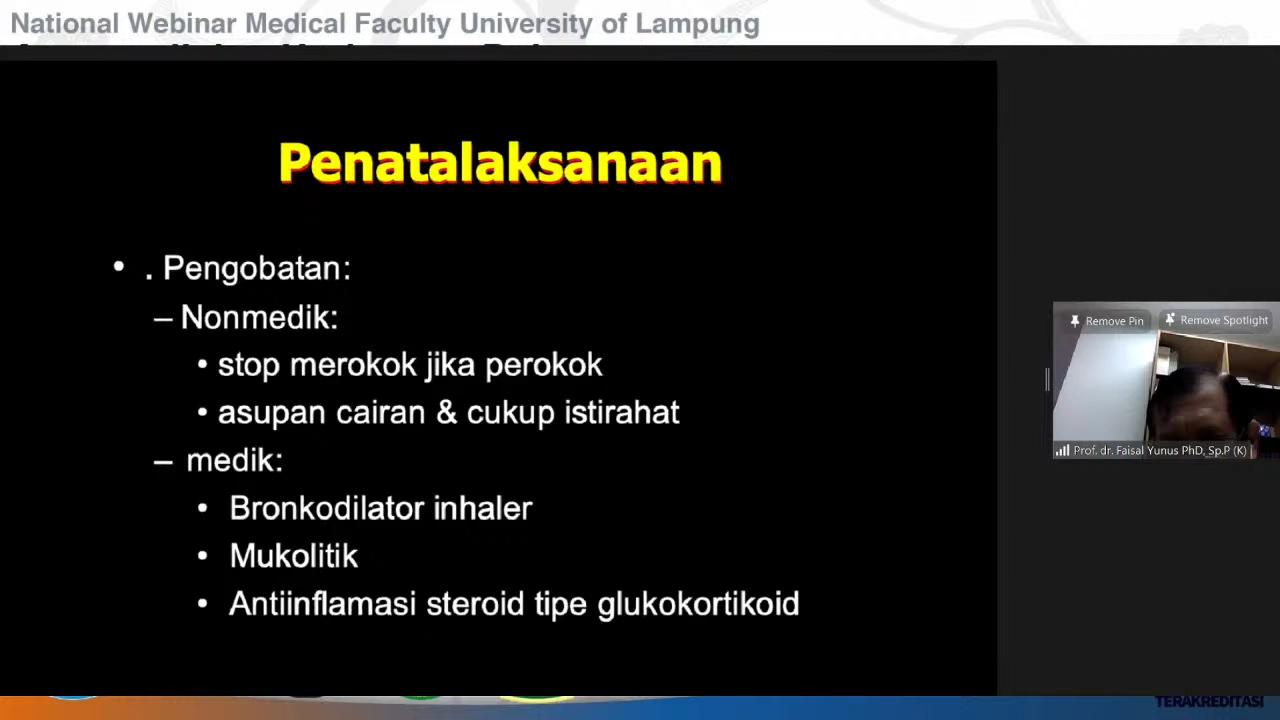 National Webinar Medical Faculty University of Lampung
Penatalaksanaan
• . Pengobatan:
– Nonmedik:
• stop merokok jika perokok
• asupan cairan & cukup istirahat
– medik:
• Bronkodilator inhaler
• Mukolitik
• Antiinflamasi steroid tipe glukokortikoid
Remove Pin
Remove Spotlight
Prof. dr. Faisal Yunus PhD, Sp.P (K)
TERAKREDITASI